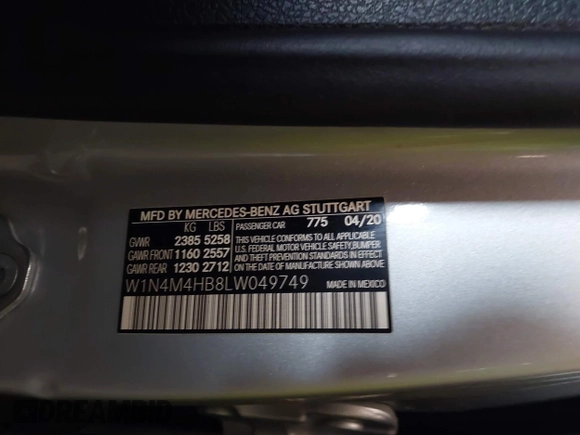 MFD BY MERCEDES-BENZ AG STUTTGART
KG LBS PASSENGER CAR 775 04/20
GVWR 2385 5258 THIS VEHICLE CONFORMS TO ALL APPLICABLE
GAWR FRONT 1160 2557 U.S. FEDERAL MOTOR VEHICLE SAFETY, BUMPER
GAWR REAR 1230 2712 AND THEFT PREVENTION STANDARDS IN EFFECT
ON THE DATE OF MANUFACTURE SHOWN ABOVE.
W1N4M4HB8LW049749 MADE IN MEXICO
DREAMBID